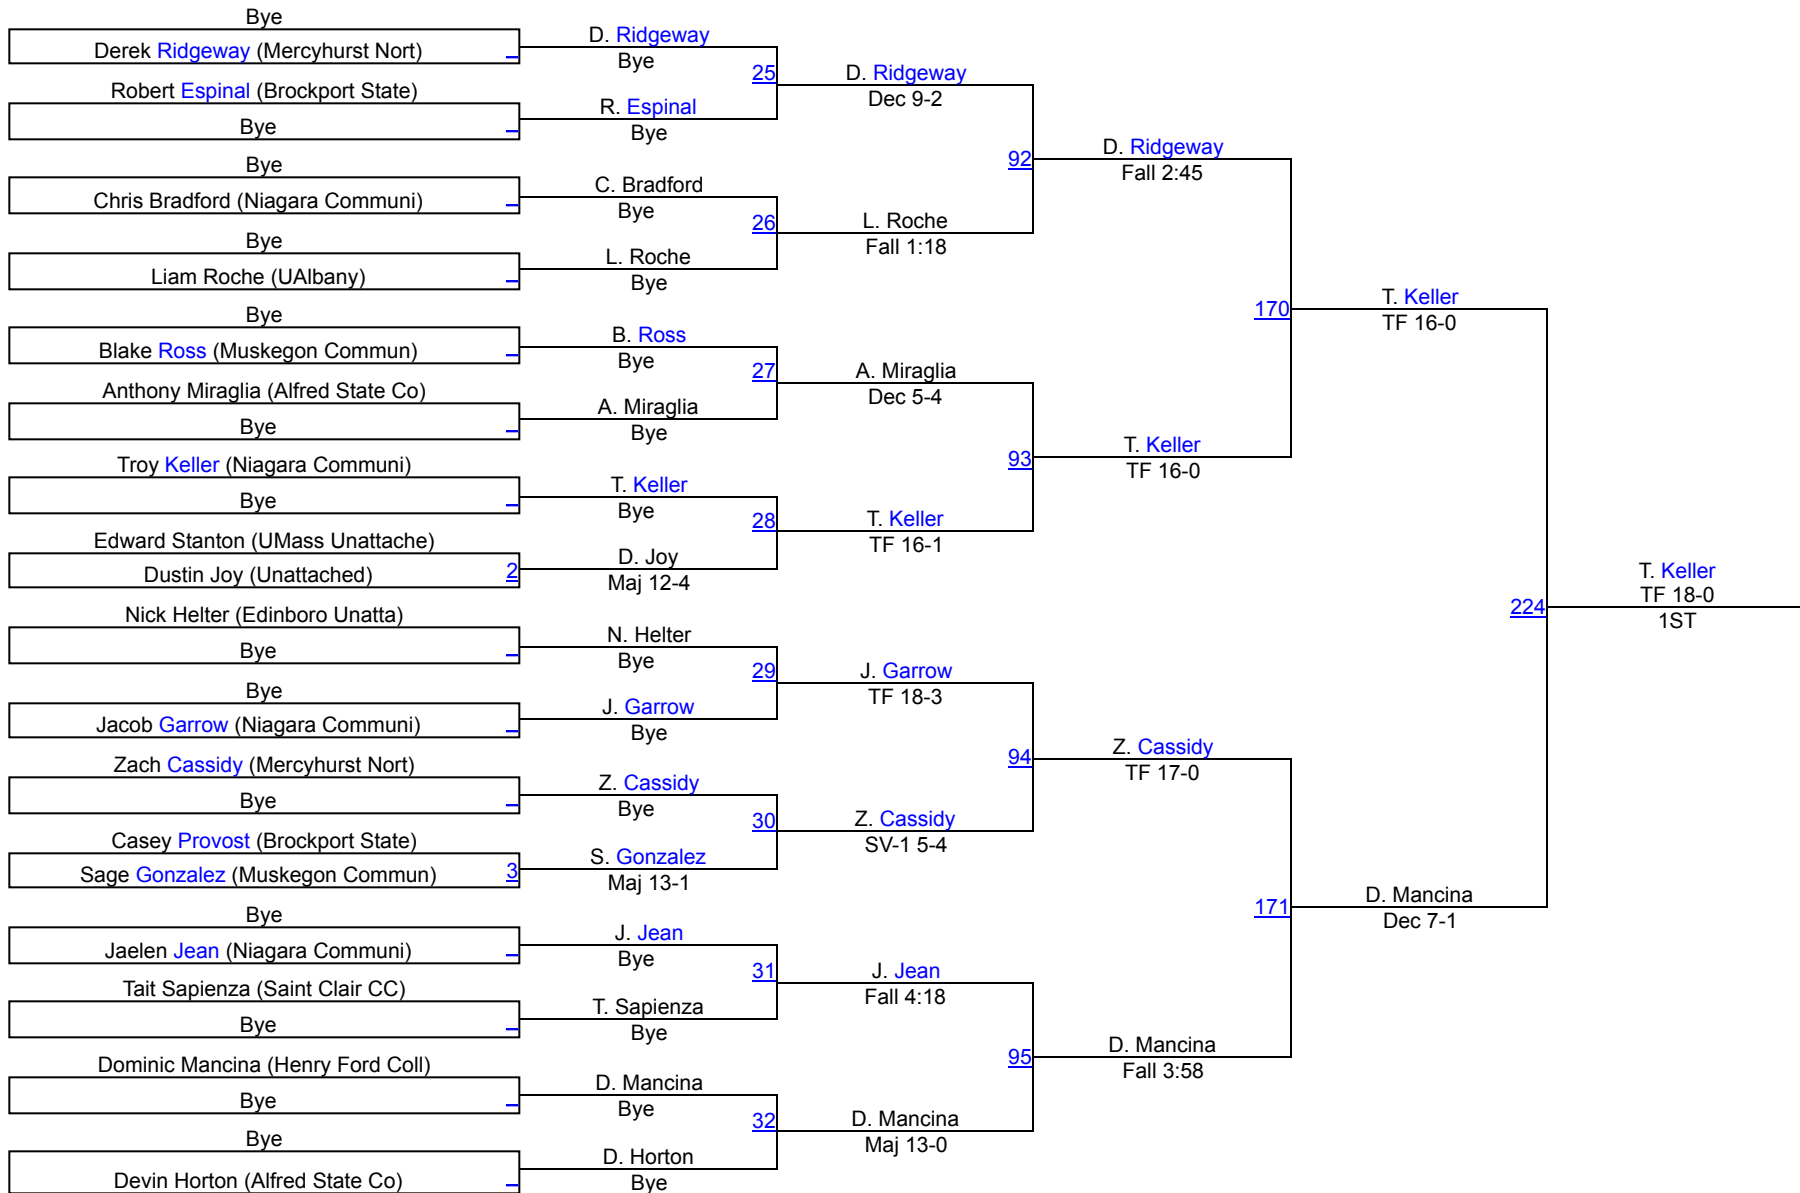 Bye
Derek Ridgeway (Mercyhurst Nort)
Robert Espinal (Brockport State)
Bye
Bye
Chris Bradford (Niagara Communi)
Bye
Liam Roche (UAlbany)
Bye
Blake Ross (Muskegon Commun)
Anthony Miraglia (Alfred State Co)
Bye
Troy Keller (Niagara Communi)
Bye
Edward Stanton (UMass Unattache)
Dustin Joy (Unattached)
2
Nick Helter (Edinboro Unatta)
Bye
Bye
Jacob Garrow (Niagara Communi)
Zach Cassidy (Mercyhurst Nort)
Bye
Casey Provost (Brockport State)
Sage Gonzalez (Muskegon Commun)
3
Bye
Jaelen Jean (Niagara Communi)
Tait Sapienza (Saint Clair CC)
Bye
Dominic Mancina (Henry Ford Coll)
Bye
Bye
Devin Horton (Alfred State Co)
D. Ridgeway
Bye
25
R. Espinal
Bye
C. Bradford
Bye
26
L. Roche
Bye
B. Ross
Bye
27
A. Miraglia
Bye
T. Keller
Bye
28
D. Joy
Maj 12-4
N. Helter
Bye
29
J. Garrow
Bye
Z. Cassidy
Bye
30
S. Gonzalez
Maj 13-1
J. Jean
Bye
31
T. Sapienza
Bye
D. Mancina
Bye
32
D. Horton
Bye
D. Ridgeway
Dec 9-2
92
L. Roche
Fall 1:18
A. Miraglia
Dec 5-4
93
T. Keller
TF 16-1
J. Garrow
TF 18-3
94
Z. Cassidy
SV-1 5-4
J. Jean
Fall 4:18
95
D. Mancina
Maj 13-0
D. Ridgeway
Fall 2:45
170
T. Keller
TF 16-0
Z. Cassidy
TF 17-0
171
D. Mancina
Fall 3:58
T. Keller
TF 16-0
224
D. Mancina
Dec 7-1
T. Keller
TF 18-0
1ST